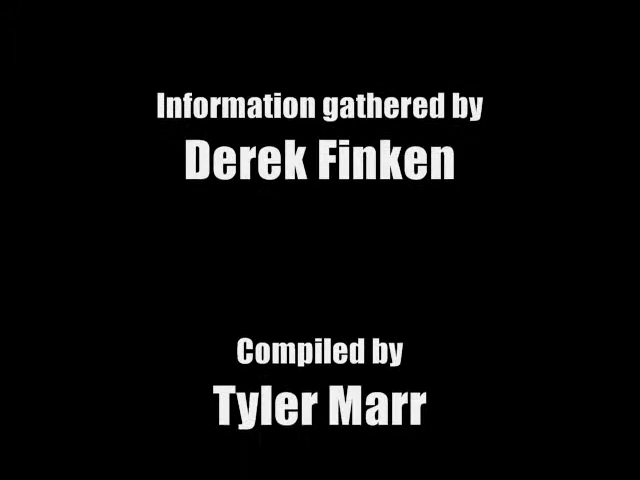 Information gathered by
Derek Finken
Compiled by
Tyler Marr